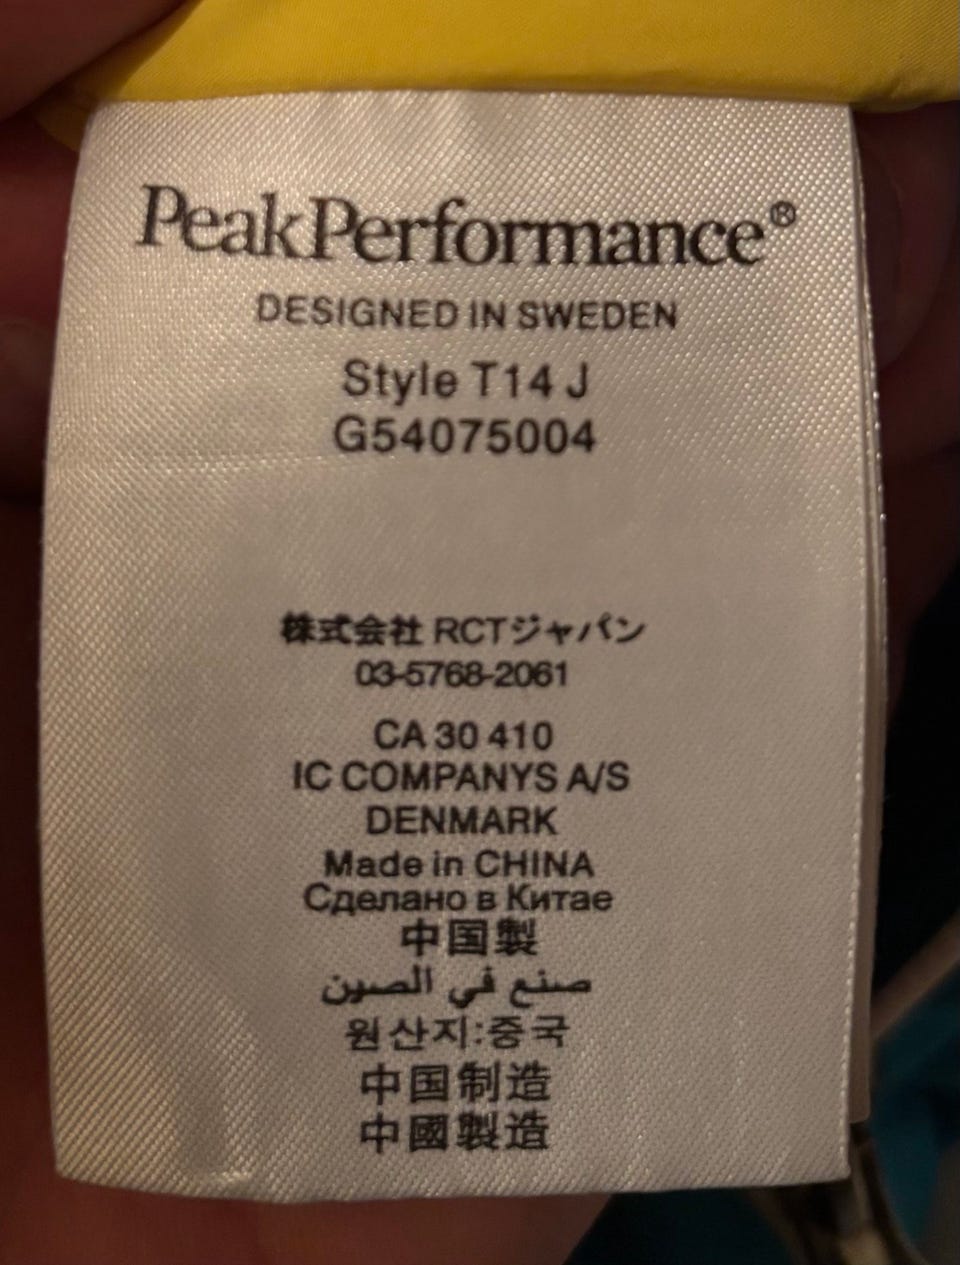 PeakPerformance®
DESIGNED IN SWEDEN
Style T14 J
G54075004
株式会社 RCTジャパン
03-5768-2061
CA 30 410
IC COMPANYS A/S
DENMARK
Made in CHINA
Сделано в Китае
中国製
صنع في الصين
원산지:중국
中国制造
中國製造